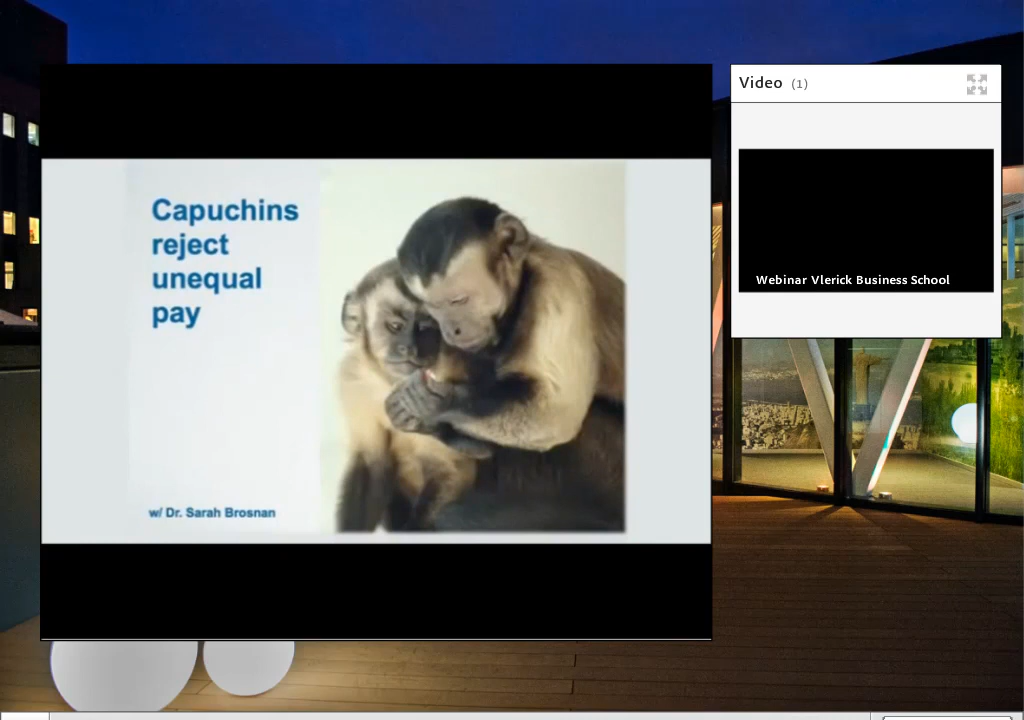 Capuchins
reject
unequal
pay
w/ Dr. Sarah Brosnan
Video (1)
Webinar Vlerick Business School